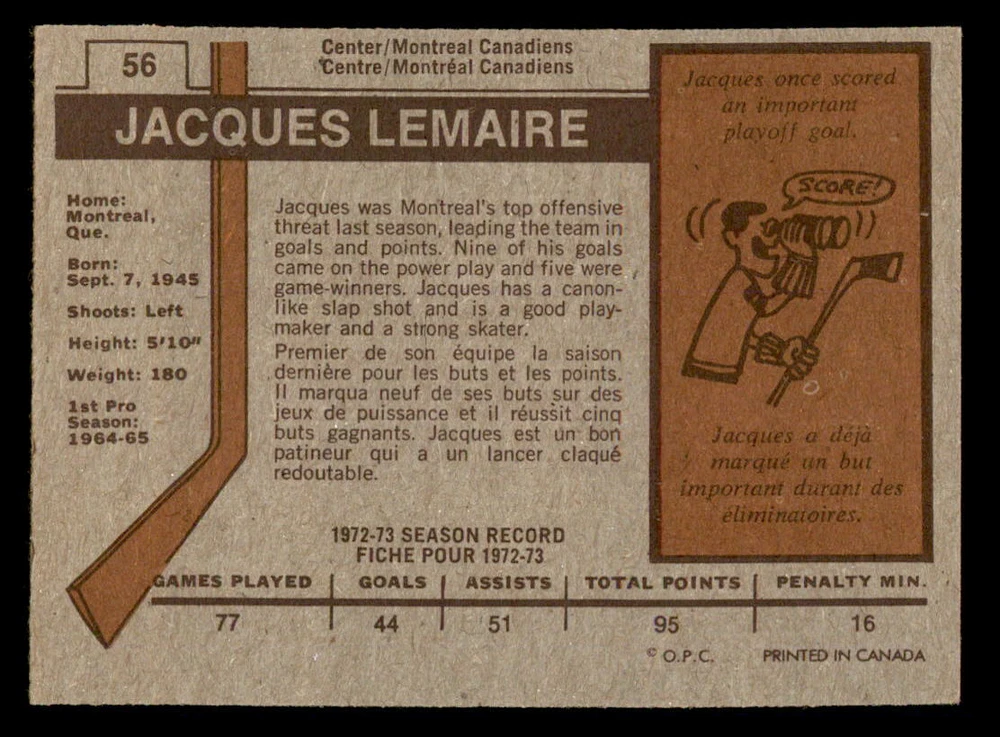 56
Center/Montreal Canadiens
Centre/Montréal Canadiens
JACQUES LEMAIRE
Home:
Montreal,
Que.
Born:
Sept. 7, 1945
Shoots: Left
Height: 5'10"
Weight: 180
1st Pro
Season:
1964-65
Jacques was Montreal's top offensive
threat last season, leading the team in
goals and points. Nine of his goals
came on the power play and five were
game-winners. Jacques has a canon-
like slap shot and is a good play-
maker and a strong skater.
Premier de son équipe la saison
dernière pour les buts et les points.
Il marqua neuf de ses buts sur des
jeux de puissance et il réussit cinq
buts gagnants. Jacques est un bon
patineur qui a un lancer claqué
redoutable.
Jacques once scored
an important
playoff goal.
SCORE!
Jacques a déjà
marqué un but
important durant des
éliminatoires.
1972-73 SEASON RECORD
FICHE POUR 1972-73
GAMES PLAYED GOALS ASSISTS TOTAL POINTS PENALTY MIN.
77 44 51 95 16
© O.P.C. PRINTED IN CANADA